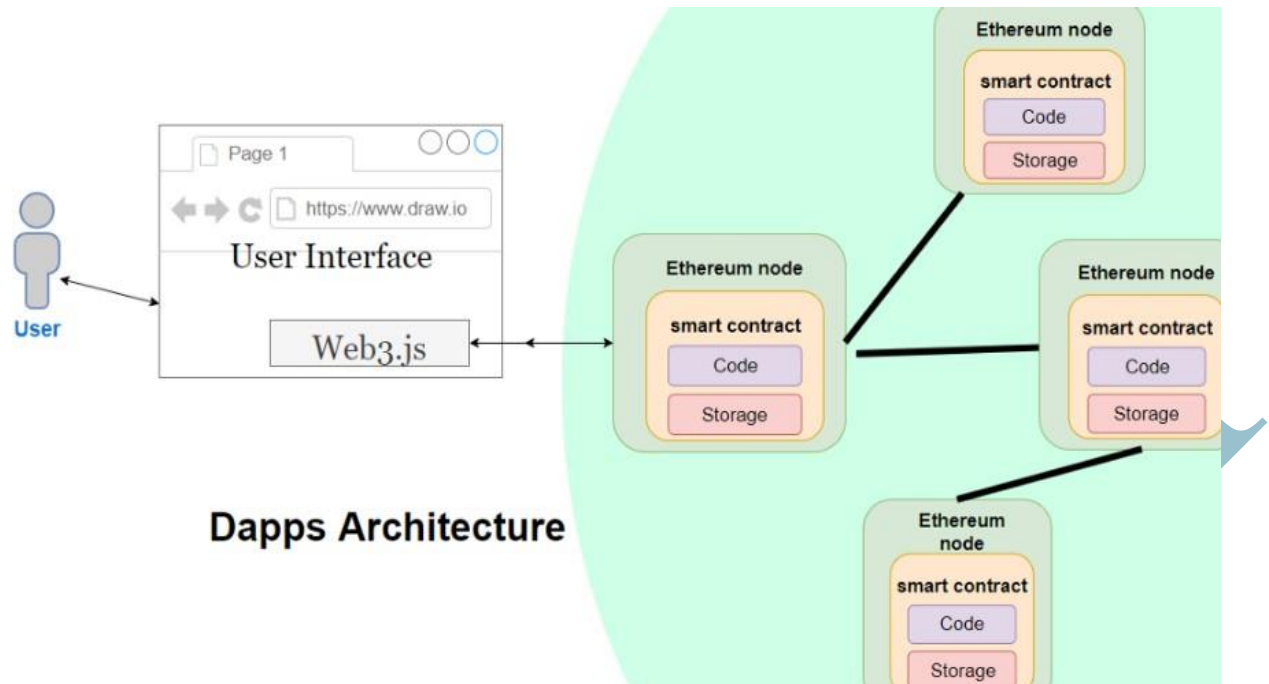 Ethereum node
smart contract
Code
Storage
Page 1
https://www.draw.io
User Interface
Web3.js
User
Ethereum node
smart contract
Code
Storage
Ethereum node
smart contract
Code
Storage
Dapps Architecture
Ethereum
node
smart contract
Code
Storage